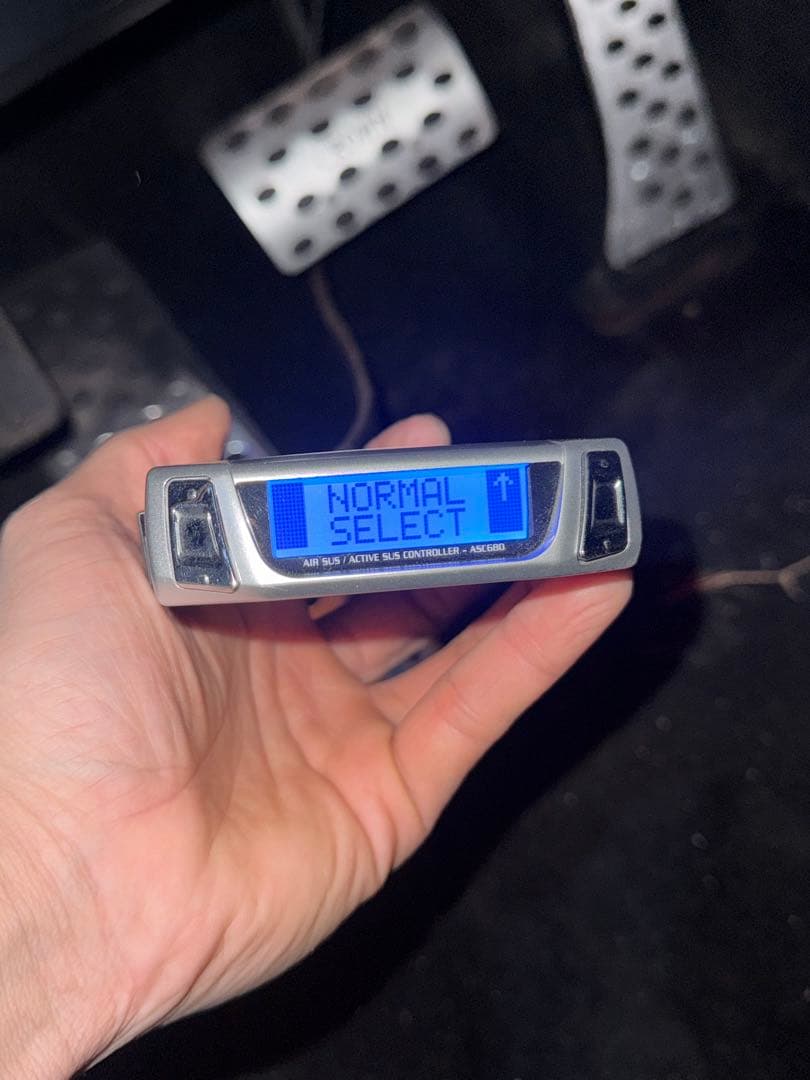 NORMAL
SELECT
AIR SUS / ACTIVE SUS CONTROLLER - ASC680